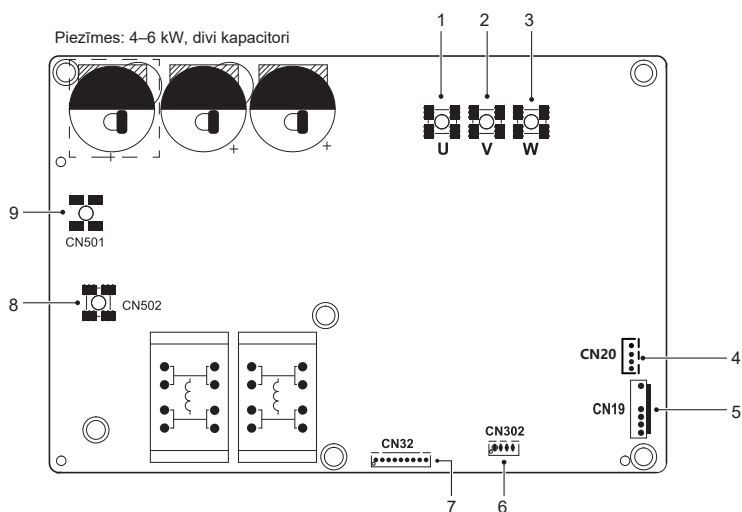 1 2 3
Piezīmes: 4–6 kW, divi kapacitori
+ + +
U V W
9
CN501
8 CN502
CN20 4
CN19 5
CN302
CN32
7 6